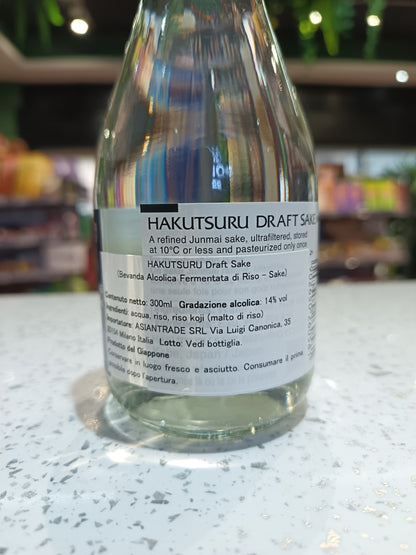 HAKUTSURU DRAFT SAKE
A refined Junmai sake, ultrafiltered, stored
at 10°C or less and pasteurized only once
HAKUTSURU Draft Sake
(Bevanda Alcolica Fermentata di Riso - Sake)
Contenuto netto: 300ml Gradazione alcolica: 14% vol
Ingredienti: acqua, riso, riso koji (malto di riso)
Importatore: ASIANTRADE SRL Via Luigi Canonica, 35
20154 Milano Italia Lotto: Vedi bottiglia.
Prodotto del Giappone
Conservare in luogo fresco e asciutto. Consumare il prima
possibile dopo l'apertura.